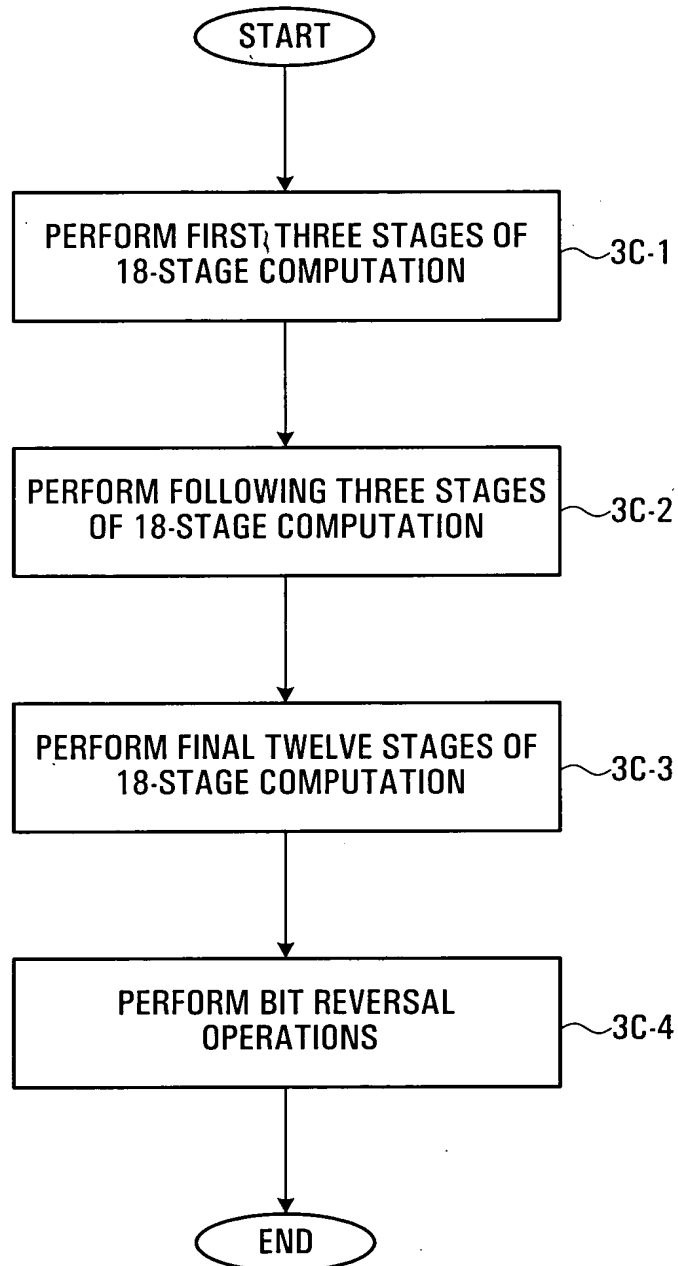 START
PERFORM FIRST THREE STAGES OF
18-STAGE COMPUTATION
3C-1
PERFORM FOLLOWING THREE STAGES
OF 18-STAGE COMPUTATION
3C-2
PERFORM FINAL TWELVE STAGES OF
18-STAGE COMPUTATION
3C-3
PERFORM BIT REVERSAL
OPERATIONS
3C-4
END